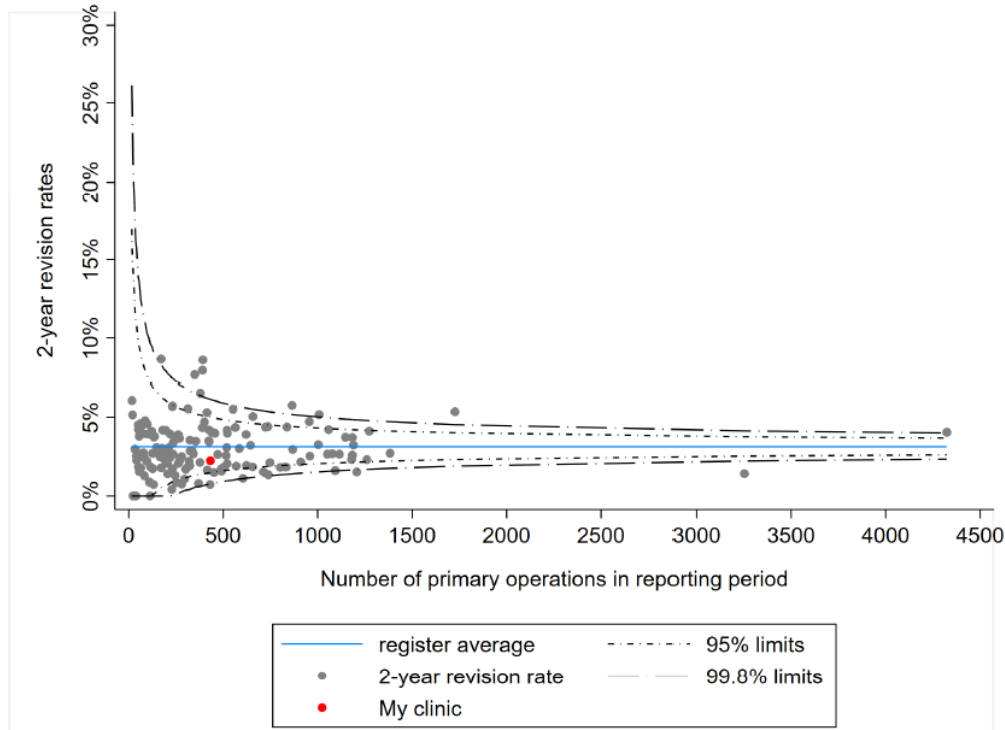 30%
25%
20%
15%
10%
5%
0%
2-year revision rates
0 500 1000 1500 2000 2500 3000 3500 4000 4500
Number of primary operations in reporting period
register average 95% limits
2-year revision rate 99.8% limits
My clinic